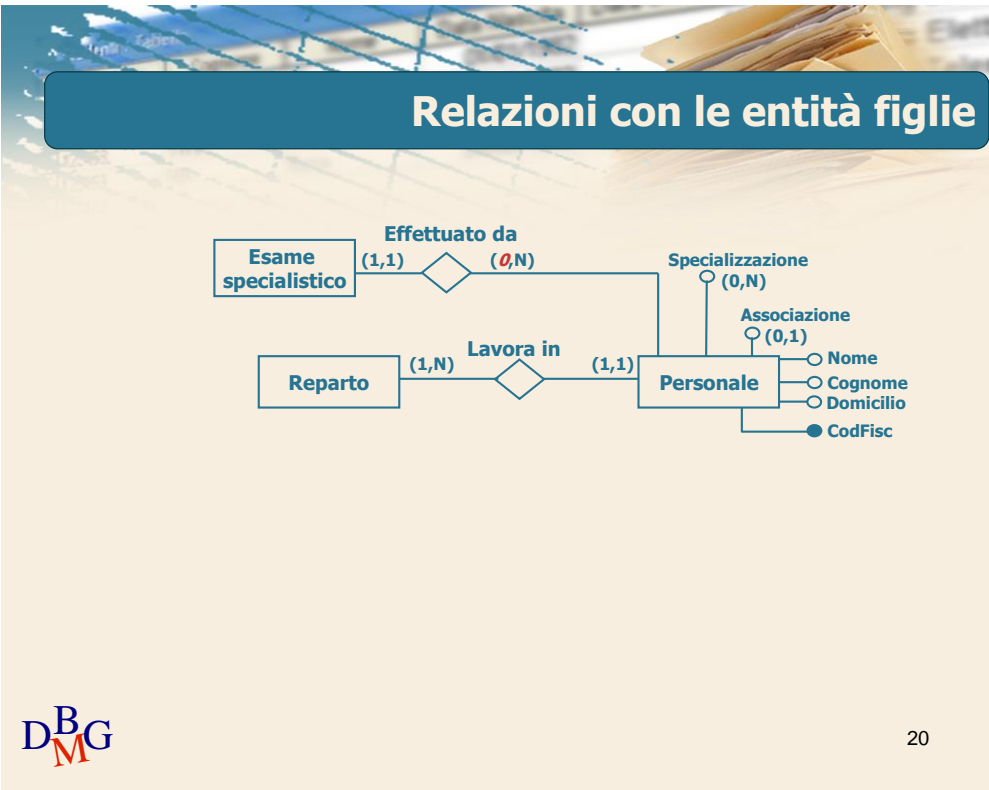 Relazioni con le entità figlie
Effettuato da
Esame
specialistico
(1,1)
(0,N)
Specializzazione
(0,N)
Associazione
(0,1)
Lavora in
Reparto
(1,N)
(1,1)
Personale
Nome
Cognome
Domicilio
CodFisc
DBMG
20